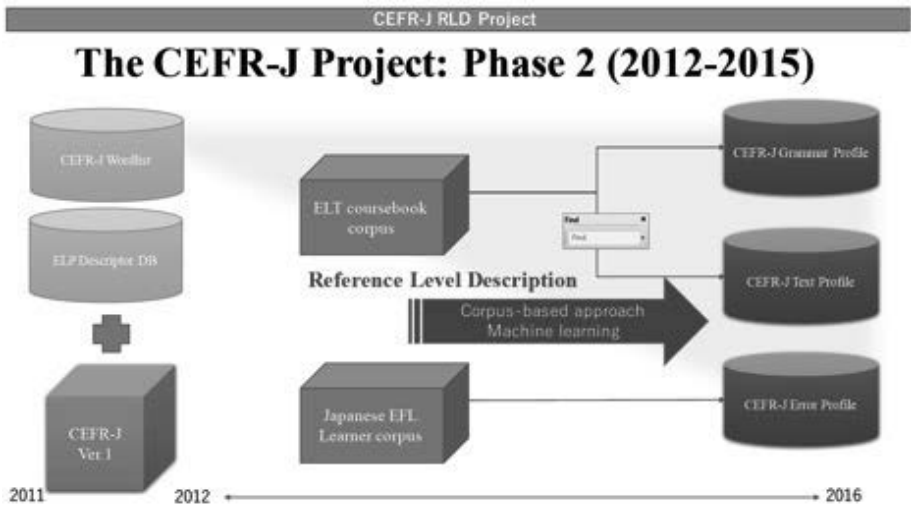 CEFR-J RLD Project
The CEFR-J Project: Phase 2 (2012-2015)
CEFR-J Wordlist
ELP Descriptor DB
CEFR-J
Ver.1
ELT coursebook
corpus
Find
Find
Reference Level Description
Corpus-based approach
Machine learning
Japanese EFL
Learner corpus
CEFR-J Grammar Profile
CEFR-J Text Profile
CEFR-J Error Profile
2011
2012
2016